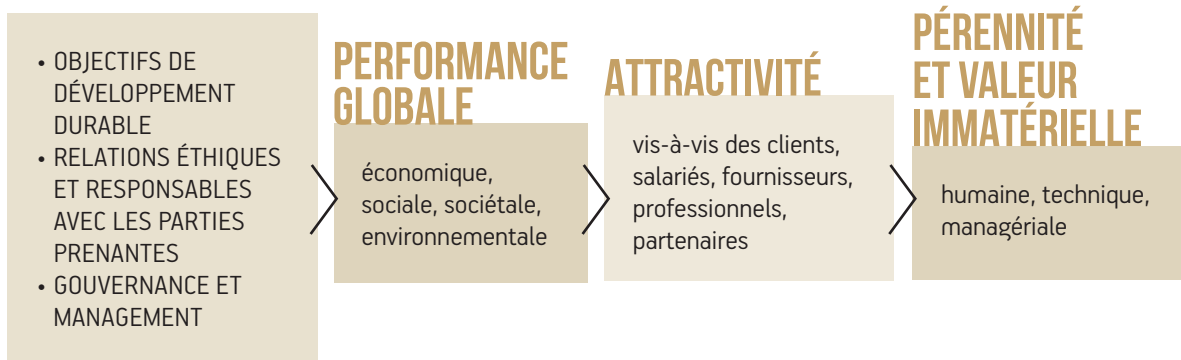 • OBJECTIFS DE
DÉVELOPPEMENT
DURABLE
• RELATIONS ÉTHIQUES
ET RESPONSABLES
AVEC LES PARTIES
PRENANTES
• GOUVERNANCE ET
MANAGEMENT
PERFORMANCE
GLOBALE
économique,
sociale, sociétale,
environnementale
ATTRACTIVITÉ
vis-à-vis des clients,
salariés, fournisseurs,
professionnels,
partenaires
PÉRENNITÉ
ET VALEUR
IMMATÉRIELLE
humaine, technique,
managériale